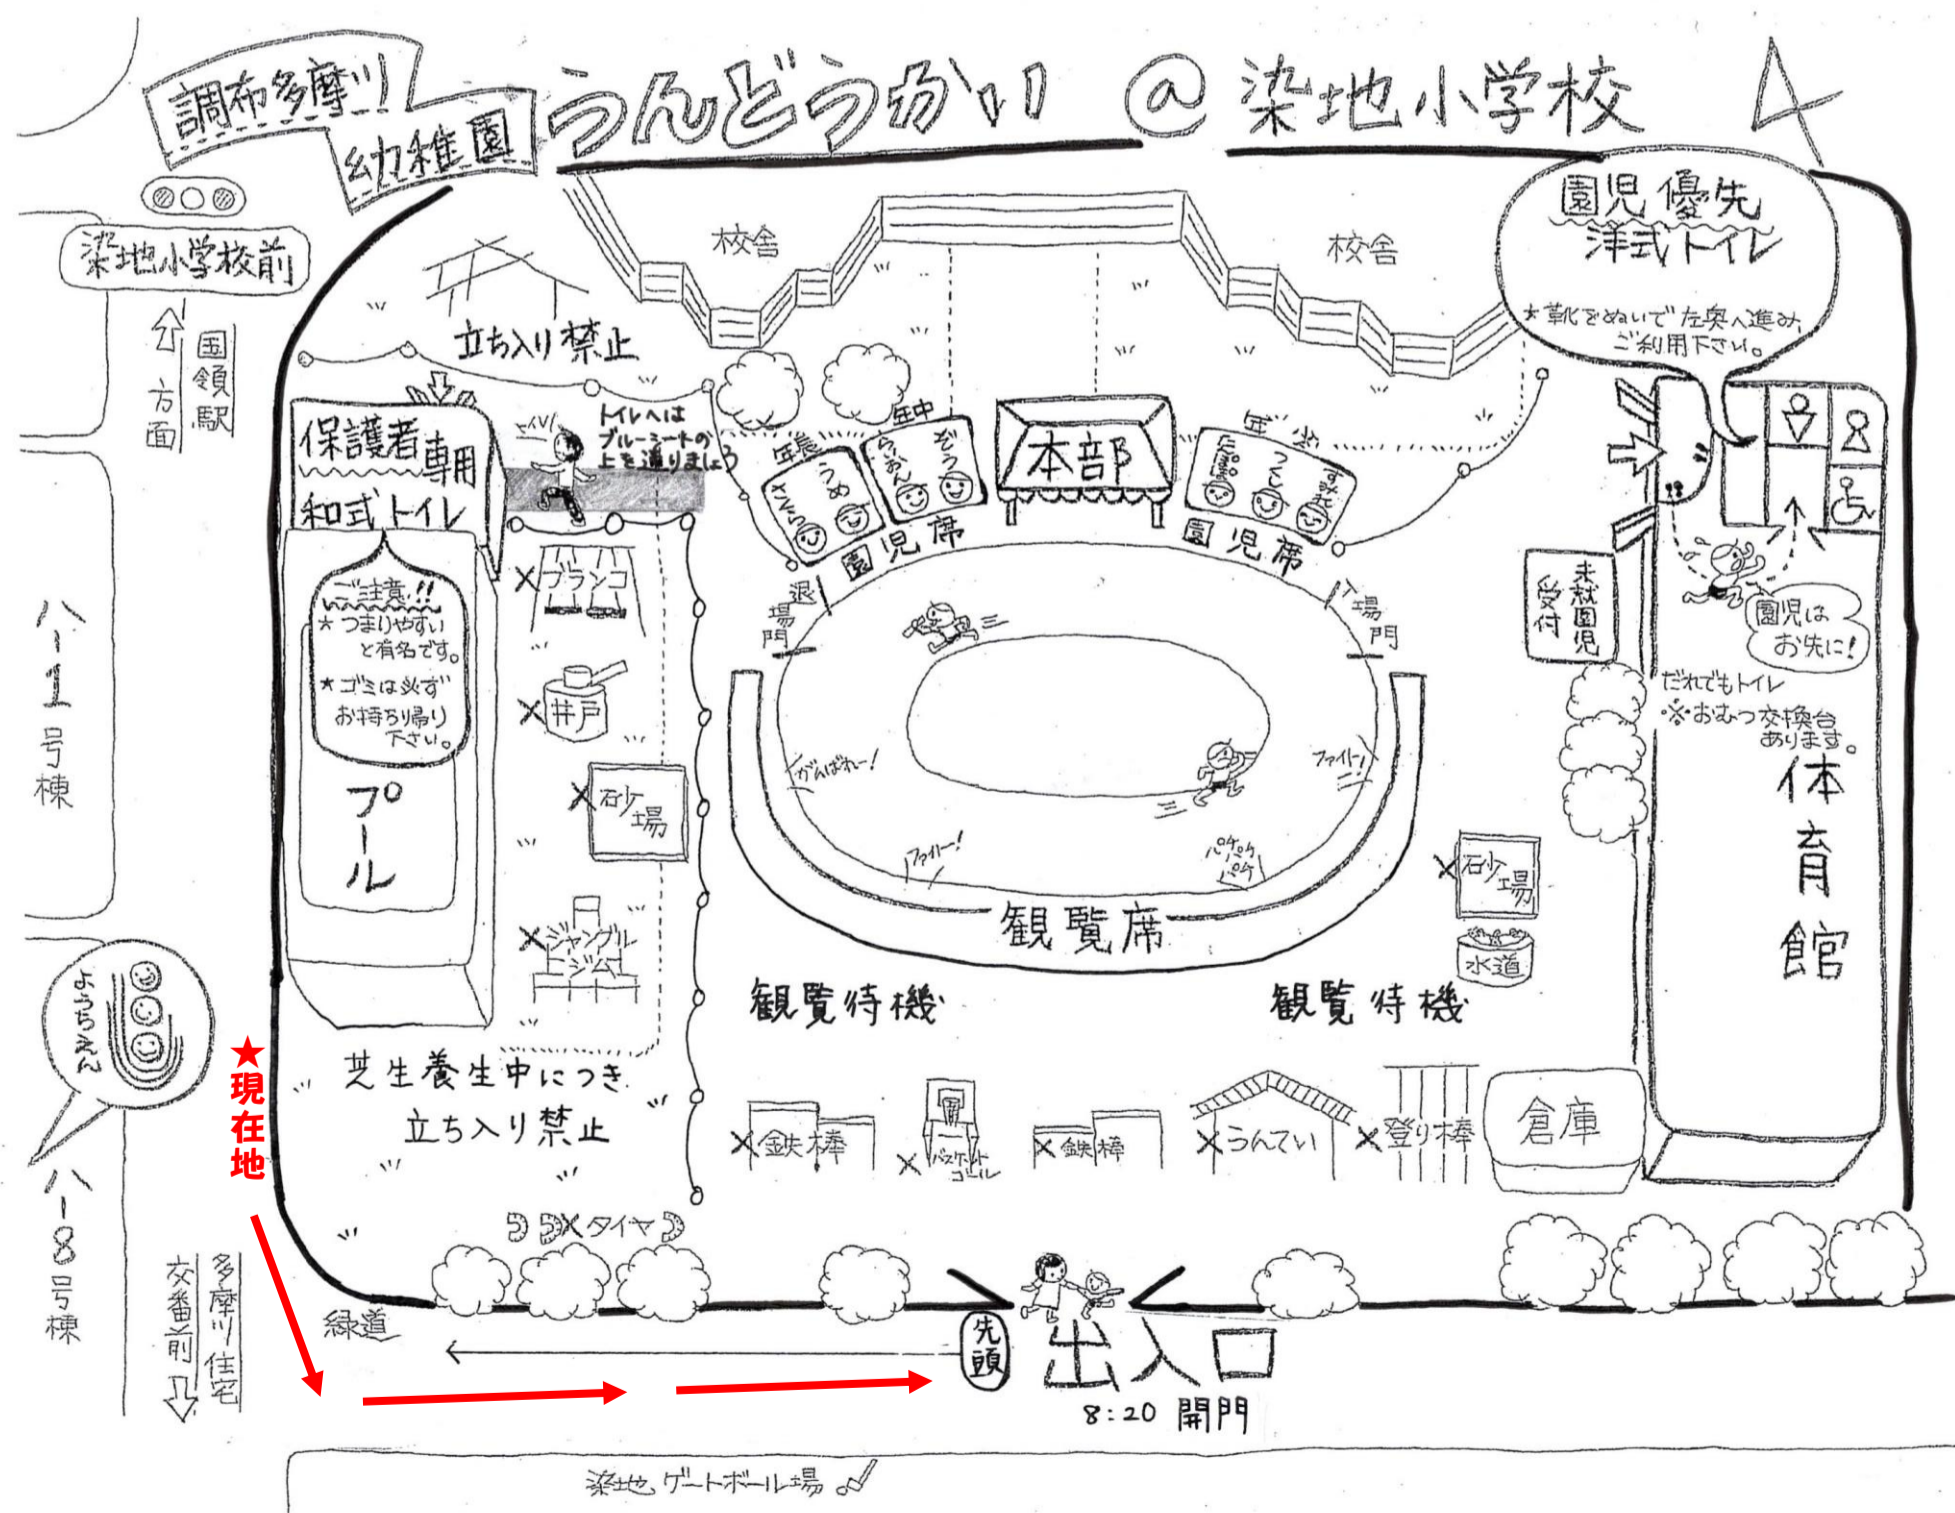 調布多摩川
幼稚園
うんどうかい @ 染地小学校
染地小学校前
国領駅
方面
ハ-1号棟
ようちえん
ハ-8号棟
多摩川住宅
交番前
★現在地
校舎
校舎
園児優先
洋式トイレ
*靴をぬいで左奥へ進み
ご利用下さい。
立ち入り禁止
保護者専用
和式トイレ
トイレへは
ブルーシートの
上を通りましょう
ご注意!!
*つまりやすい
と有名です。
*ゴミは必ず
お持ち帰り
下さい。
プール
×ブランコ
×井戸
×砂場
×ジャングル
ジム
芝生養生中につき
立ち入り禁止
×タイヤ
年長
さくら
うめ
年中
らいおん
ぞう
園児席
本部
年少
たんぽぽ
つくし
すみれ
園児席
退場門
入場門
がんばれー!
ファイトー!
ファイトー!
パチパチ
パチ
観覧席
観覧待機
観覧待機
未就園児
受付
園児は
お先に!
だれでもトイレ
※おむつ交換台
あります。
体育館
×砂場
水道
×鉄棒
×バスケット
ゴール
×鉄棒
×うんてい
×登り棒
倉庫
緑道
先頭
出入口
8:20 開門
染地ゲートボール場